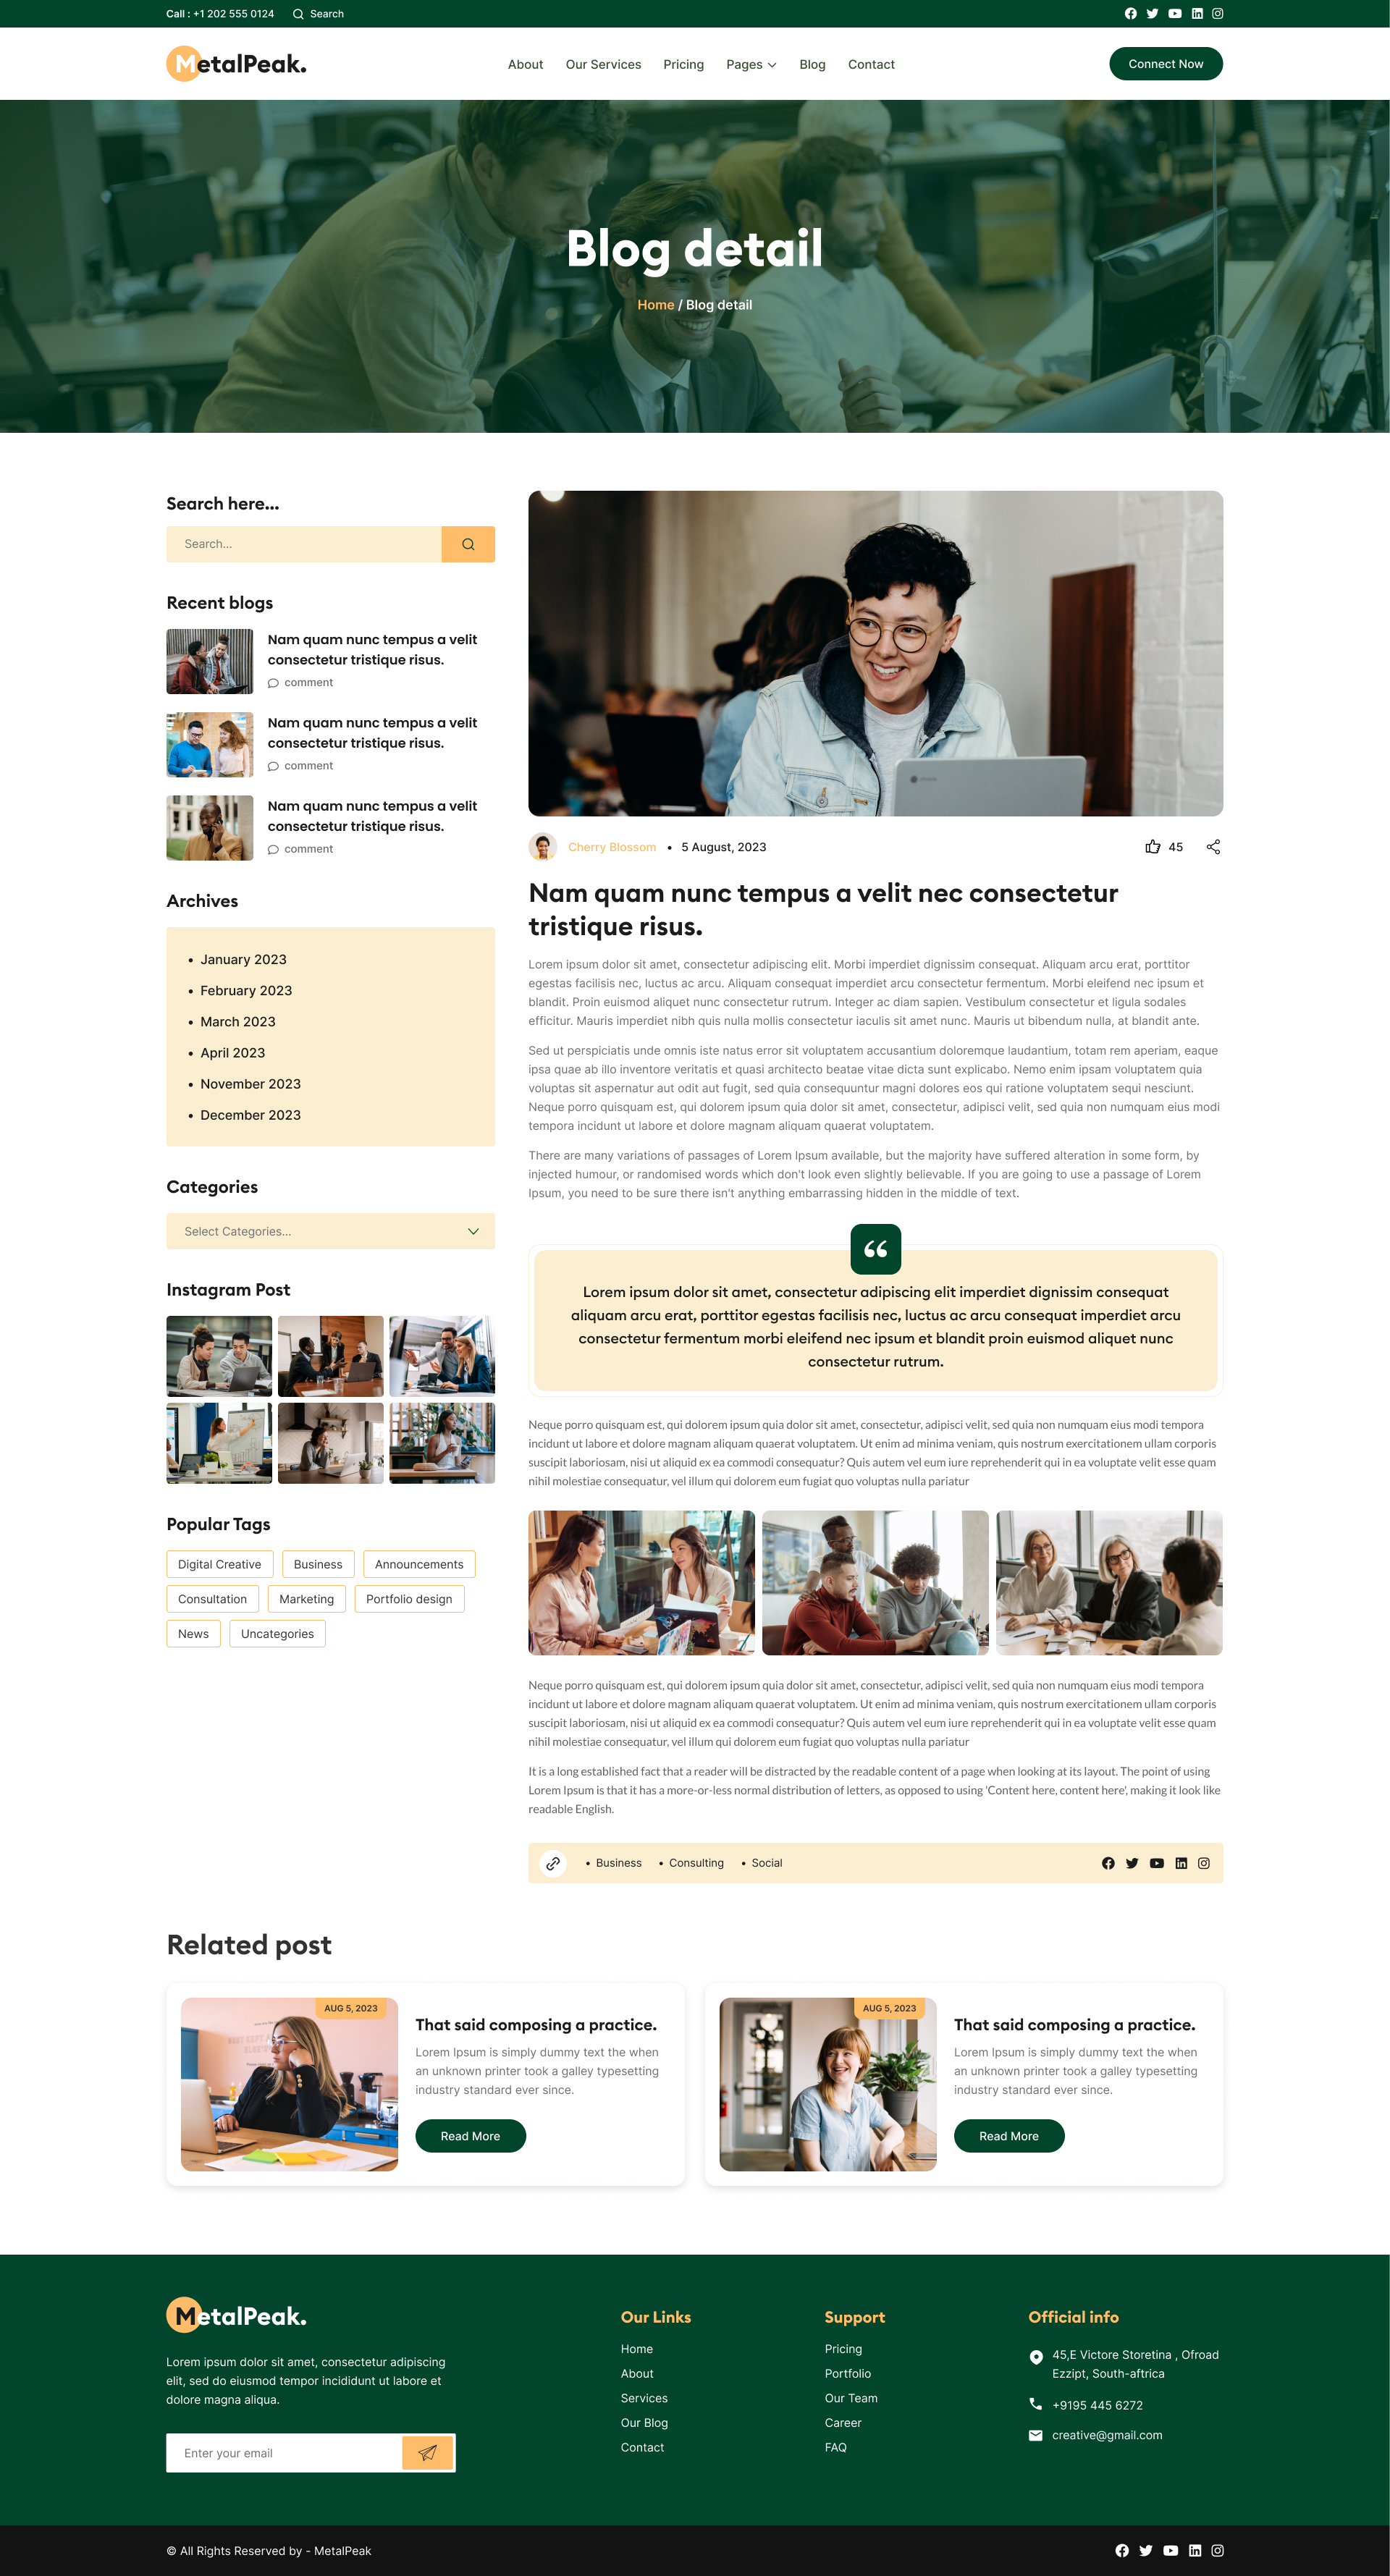 Call : +1 202 555 0124 Search
MetalPeak.
About Our Services Pricing Pages Blog Contact
Connect Now
Blog detail
Home / Blog detail
Search here...
Search...
Recent blogs
Nam quam nunc tempus a velit
consectetur tristique risus.
comment
Nam quam nunc tempus a velit
consectetur tristique risus.
comment
Nam quam nunc tempus a velit
consectetur tristique risus.
comment
Archives
• January 2023
• February 2023
• March 2023
• April 2023
• November 2023
• December 2023
Categories
Select Categories...
Instagram Post
Popular Tags
Digital Creative Business Announcements
Consultation Marketing Portfolio design
News Uncategories
Cherry Blossom • 5 August, 2023
45
Nam quam nunc tempus a velit nec consectetur
tristique risus.
Lorem ipsum dolor sit amet, consectetur adipiscing elit. Morbi imperdiet dignissim consequat. Aliquam arcu erat, porttitor
egestas facilisis nec, luctus ac arcu. Aliquam consequat imperdiet arcu consectetur fermentum. Morbi eleifend nec ipsum et
blandit. Proin euismod aliquet nunc consectetur rutrum. Integer ac diam sapien. Vestibulum consectetur et ligula sodales
efficitur. Mauris imperdiet nibh quis nulla mollis consectetur iaculis sit amet nunc. Mauris ut bibendum nulla, at blandit ante.
Sed ut perspiciatis unde omnis iste natus error sit voluptatem accusantium doloremque laudantium, totam rem aperiam, eaque
ipsa quae ab illo inventore veritatis et quasi architecto beatae vitae dicta sunt explicabo. Nemo enim ipsam voluptatem quia
voluptas sit aspernatur aut odit aut fugit, sed quia consequuntur magni dolores eos qui ratione voluptatem sequi nesciunt.
Neque porro quisquam est, qui dolorem ipsum quia dolor sit amet, consectetur, adipisci velit, sed quia non numquam eius modi
tempora incidunt ut labore et dolore magnam aliquam quaerat voluptatem.
There are many variations of passages of Lorem Ipsum available, but the majority have suffered alteration in some form, by
injected humour, or randomised words which don't look even slightly believable. If you are going to use a passage of Lorem
Ipsum, you need to be sure there isn't anything embarrassing hidden in the middle of text.
“
Lorem ipsum dolor sit amet, consectetur adipiscing elit imperdiet dignissim consequat
aliquam arcu erat, porttitor egestas facilisis nec, luctus ac arcu consequat imperdiet arcu
consectetur fermentum morbi eleifend nec ipsum et blandit proin euismod aliquet nunc
consectetur rutrum.
Neque porro quisquam est, qui dolorem ipsum quia dolor sit amet, consectetur, adipisci velit, sed quia non numquam eius modi tempora
incidunt ut labore et dolore magnam aliquam quaerat voluptatem. Ut enim ad minima veniam, quis nostrum exercitationem ullam corporis
suscipit laboriosam, nisi ut aliquid ex ea commodi consequatur? Quis autem vel eum iure reprehenderit qui in ea voluptate velit esse quam
nihil molestiae consequatur, vel illum qui dolorem eum fugiat quo voluptas nulla pariatur
Neque porro quisquam est, qui dolorem ipsum quia dolor sit amet, consectetur, adipisci velit, sed quia non numquam eius modi tempora
incidunt ut labore et dolore magnam aliquam quaerat voluptatem. Ut enim ad minima veniam, quis nostrum exercitationem ullam corporis
suscipit laboriosam, nisi ut aliquid ex ea commodi consequatur? Quis autem vel eum iure reprehenderit qui in ea voluptate velit esse quam
nihil molestiae consequatur, vel illum qui dolorem eum fugiat quo voluptas nulla pariatur
It is a long established fact that a reader will be distracted by the readable content of a page when looking at its layout. The point of using
Lorem Ipsum is that it has a more-or-less normal distribution of letters, as opposed to using 'Content here, content here', making it look like
readable English.
• Business • Consulting • Social
Related post
AUG 5, 2023
That said composing a practice.
Lorem Ipsum is simply dummy text the when
an unknown printer took a galley typesetting
industry standard ever since.
Read More
AUG 5, 2023
That said composing a practice.
Lorem Ipsum is simply dummy text the when
an unknown printer took a galley typesetting
industry standard ever since.
Read More
MetalPeak.
Lorem ipsum dolor sit amet, consectetur adipiscing
elit, sed do eiusmod tempor incididunt ut labore et
dolore magna aliqua.
Enter your email
Our Links
Home
About
Services
Our Blog
Contact
Support
Pricing
Portfolio
Our Team
Career
FAQ
Official info
45,E Victore Storetina , Ofroad
Ezzipt, South-aftrica
+9195 445 6272
creative@gmail.com
© All Rights Reserved by - MetalPeak